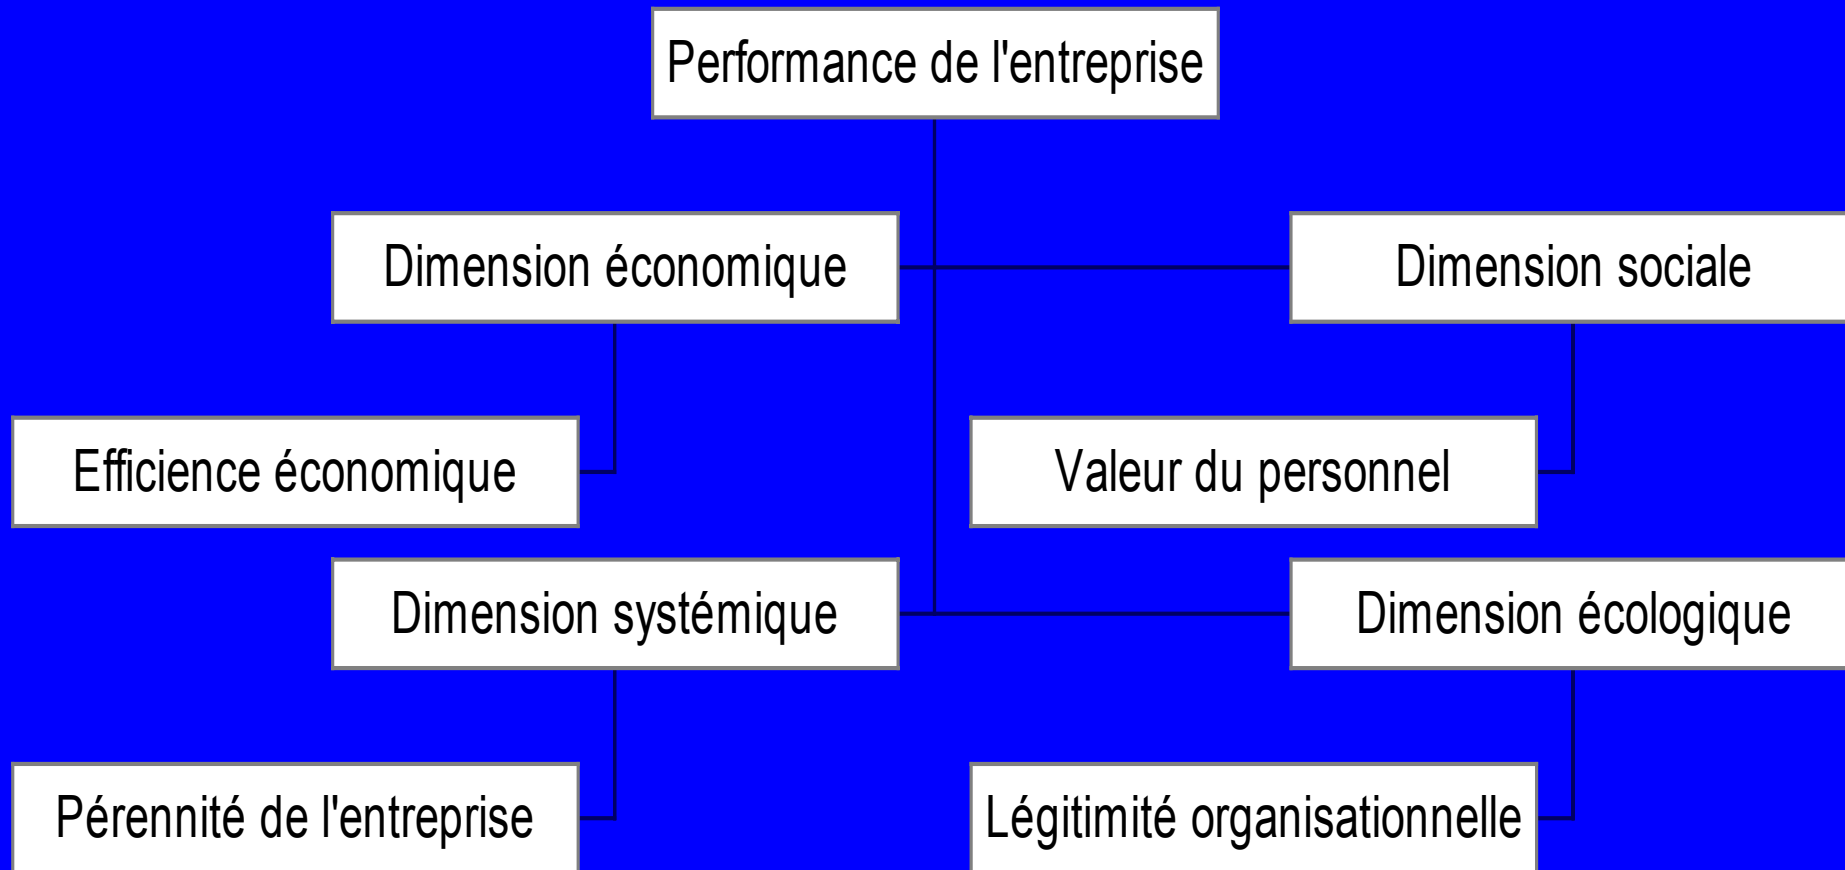 Performance de l'entreprise
Dimension économique
Dimension sociale
Efficience économique
Valeur du personnel
Dimension systémique
Dimension écologique
Pérennité de l'entreprise
Légitimité organisationnelle